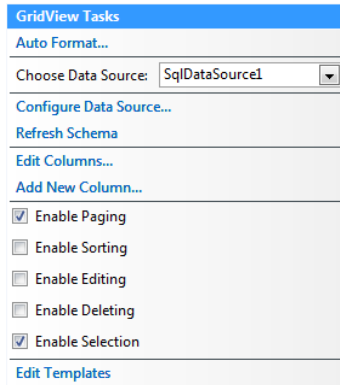 GridView Tasks
Auto Format...
Choose Data Source: SqlDataSource1
Configure Data Source...
Refresh Schema
Edit Columns...
Add New Column...
Enable Paging
Enable Sorting
Enable Editing
Enable Deleting
Enable Selection
Edit Templates